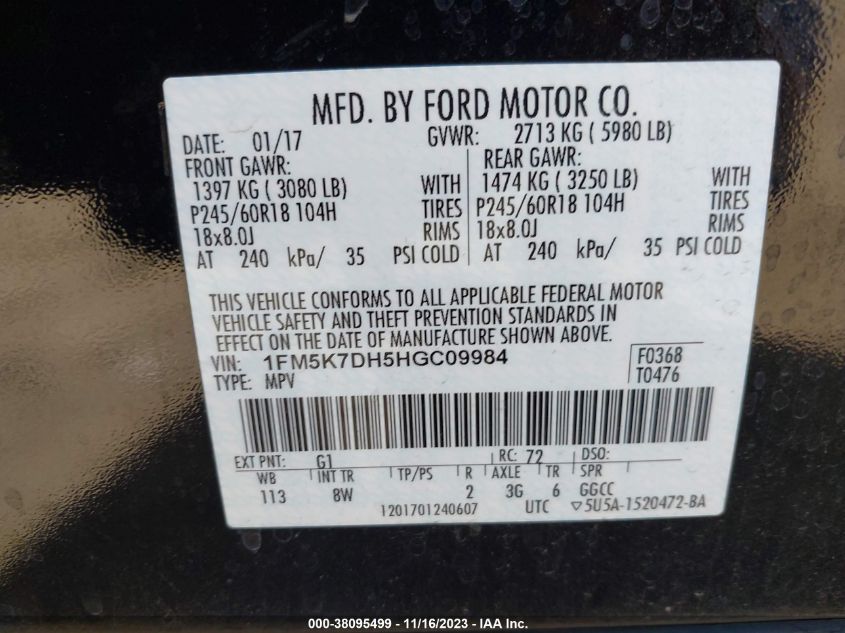 MFD. BY FORD MOTOR CO.
DATE: 01/17 GVWR: 2713 KG ( 5980 LB)
FRONT GAWR: REAR GAWR:
1397 KG ( 3080 LB) WITH 1474 KG ( 3250 LB) WITH
P245/60R18 104H TIRES P245/60R18 104H TIRES
18x8.0J RIMS 18x8.0J RIMS
AT 240 kPa/ 35 PSI COLD AT 240 kPa/ 35 PSI COLD
THIS VEHICLE CONFORMS TO ALL APPLICABLE FEDERAL MOTOR
VEHICLE SAFETY AND THEFT PREVENTION STANDARDS IN
EFFECT ON THE DATE OF MANUFACTURE SHOWN ABOVE.
VIN: 1FM5K7DH5HGC09984 F0368
TYPE: MPV T0476
EXT PNT: G1 RC: 72 DSO:
WB INT TR TP/PS R AXLE TR SPR
113 8W 2 3G 6 GGCC
1201701240607 UTC ▽5U5A-1520472-BA
000-38095499 - 11/16/2023 - www.iaai.com